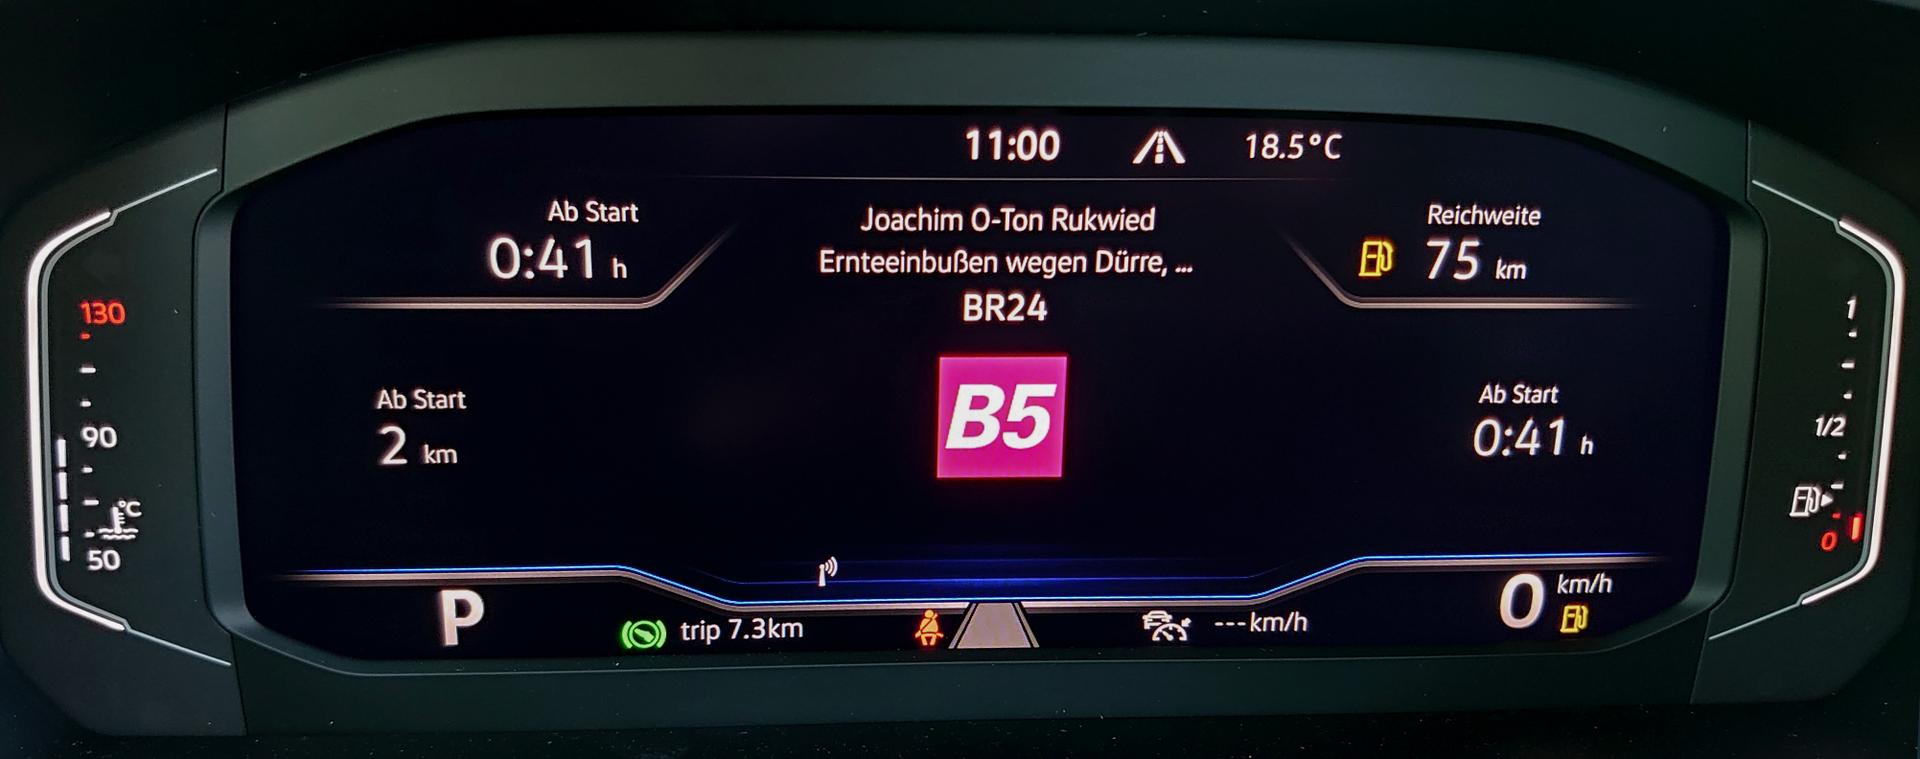 11:00 18.5°C
Ab Start
0:41 h
Joachim O-Ton Rukwied
Ernteeinbußen wegen Dürre, ...
BR24
B5
Reichweite
75 km
Ab Start
2 km
Ab Start
0:41 h
130
90
°C
50
1
1/2
0
P
trip 7.3km
---km/h
0 km/h